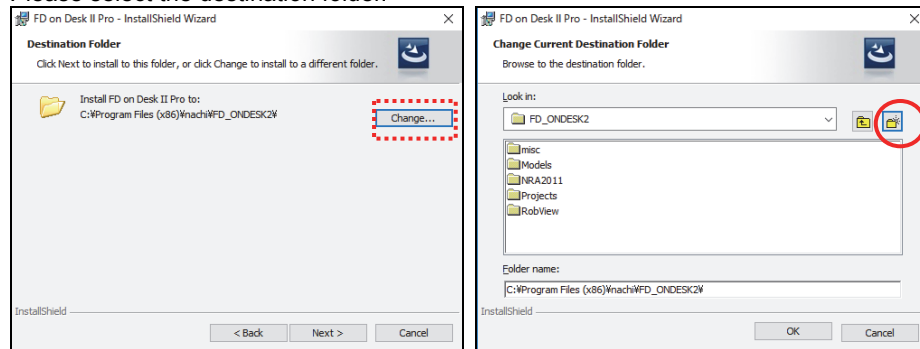 Please select the destination folder.
FD on Desk II Pro - InstallShield Wizard
Destination Folder
Click Next to install to this folder, or click Change to install to a different folder.
Install FD on Desk II Pro to:
C:¥Program Files (x86)¥nachi¥FD_ONDESK2¥
Change...
InstallShield
< Back
Next >
Cancel
FD on Desk II Pro - InstallShield Wizard
Change Current Destination Folder
Browse to the destination folder.
Look in:
FD_ONDESK2
misc
Models
NRA2011
Projects
RobView
Folder name:
C:¥Program Files (x86)¥nachi¥FD_ONDESK2¥
InstallShield
OK
Cancel